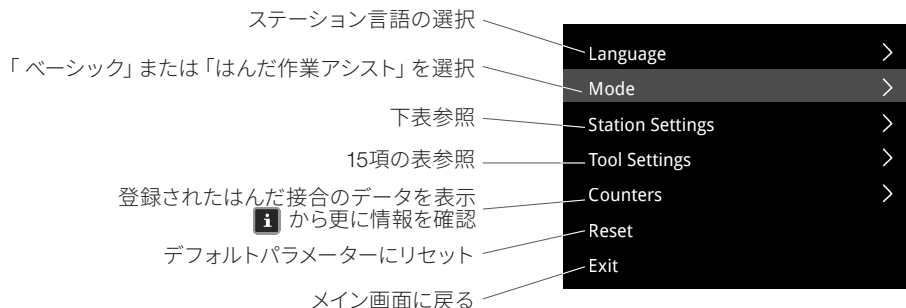 ステーション言語の選択
「 ベーシック」または「はんだ作業アシスト」を選択
下表参照
15項の表参照
登録されたはんだ接合のデータを表示
i から更に情報を確認
デフォルトパラメーターにリセット
メイン画面に戻る
Language
Mode
Station Settings
Tool Settings
Counters
Reset
Exit